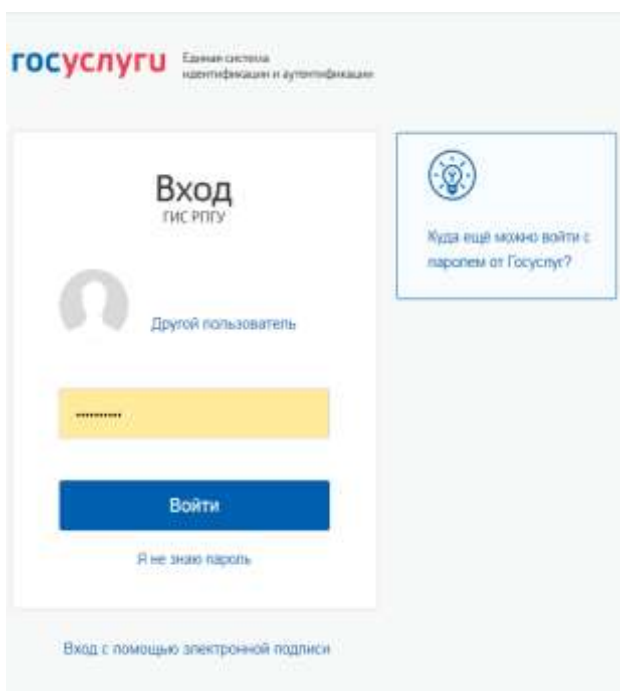 госуслуги
Единая система
идентификации и аутентификации
Вход
ГИС РПГУ
Другой пользователь
••••••••••
Войти
Я не знаю пароль
Вход с помощью электронной подписи
Куда ещё можно войти с
паролем от Госуслуг?